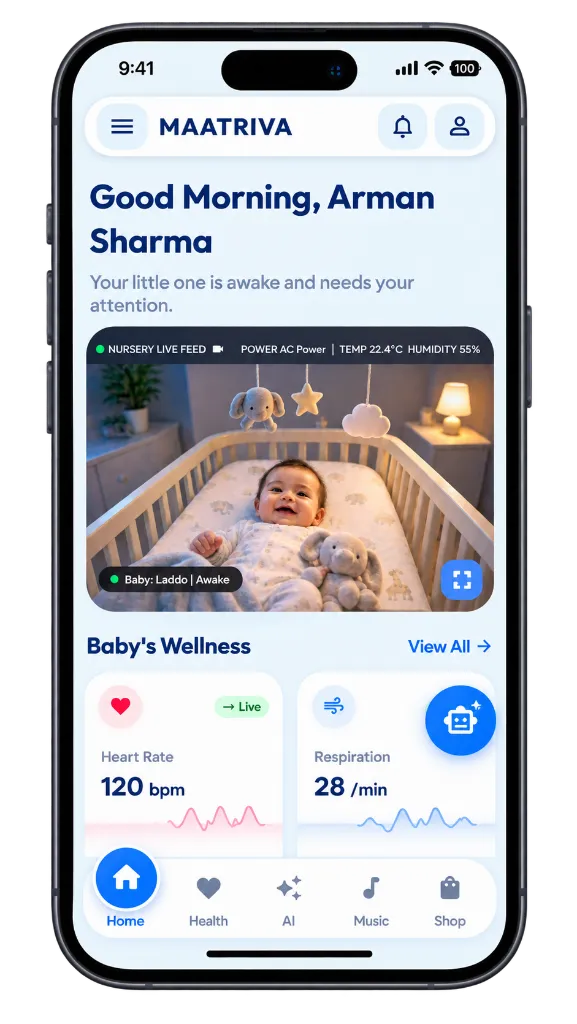 9:41
100
MAATRIVA
Good Morning, Arman
Sharma
Your little one is awake and needs your
attention.
NURSERY LIVE FEED POWER AC Power | TEMP 22.4°C HUMIDITY 55%
Baby: Laddo | Awake
Baby's Wellness View All →
→ Live
Heart Rate Respiration
120 bpm 28 /min
Home Health AI Music Shop